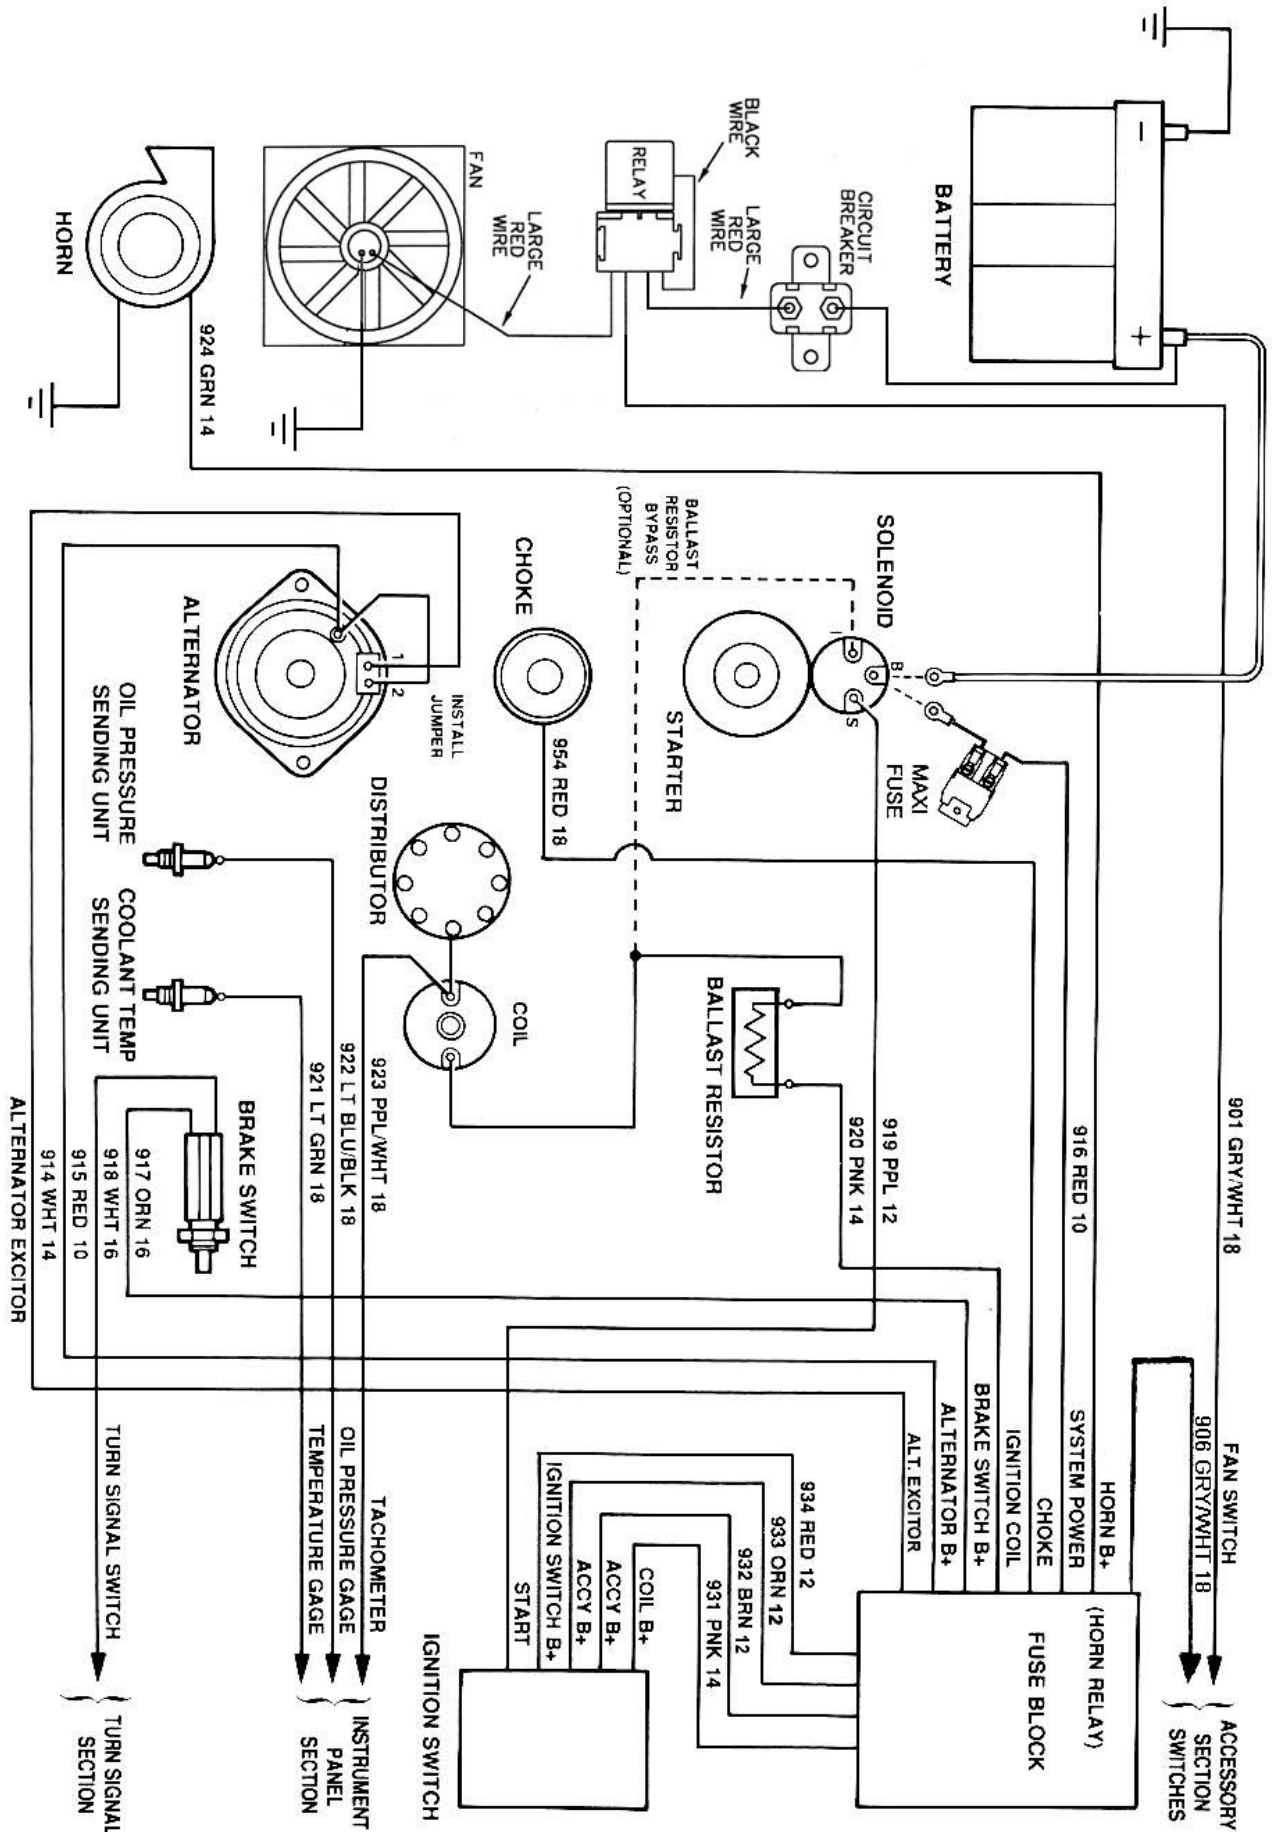 BATTERY
−
+
CIRCUIT
BREAKER
BLACK
WIRE
LARGE
RED
WIRE
RELAY
FAN
LARGE
RED
WIRE
HORN
924 GRN 14
SOLENOID
I
B
S
STARTER
MAXI
FUSE
BALLAST
RESISTOR
BYPASS
(OPTIONAL)
CHOKE
954 RED 18
ALTERNATOR
1
2
INSTALL
JUMPER
DISTRIBUTOR
COIL
OIL PRESSURE
SENDING UNIT
COOLANT TEMP
SENDING UNIT
BALLAST RESISTOR
BRAKE SWITCH
901 GRY/WHT 18
916 RED 10
919 PPL 12
920 PNK 14
923 PPL/WHT 18
922 LT BLU/BLK 18
921 LT GRN 18
917 ORN 16
918 WHT 16
915 RED 10
914 WHT 14
ALTERNATOR EXCITOR
FAN SWITCH
906 GRY/WHT 18
HORN B+
SYSTEM POWER
CHOKE
IGNITION COIL
BRAKE SWITCH B+
ALTERNATOR B+
ALT. EXCITOR
934 RED 12
933 ORN 12
932 BRN 12
931 PNK 14
COIL B+
ACCY B+
ACCY B+
IGNITION SWITCH B+
START
TACHOMETER
OIL PRESSURE GAGE
TEMPERATURE GAGE
TURN SIGNAL SWITCH
ACCESSORY
SECTION
SWITCHES
(HORN RELAY)
FUSE BLOCK
IGNITION SWITCH
INSTRUMENT
PANEL
SECTION
TURN SIGNAL
SECTION